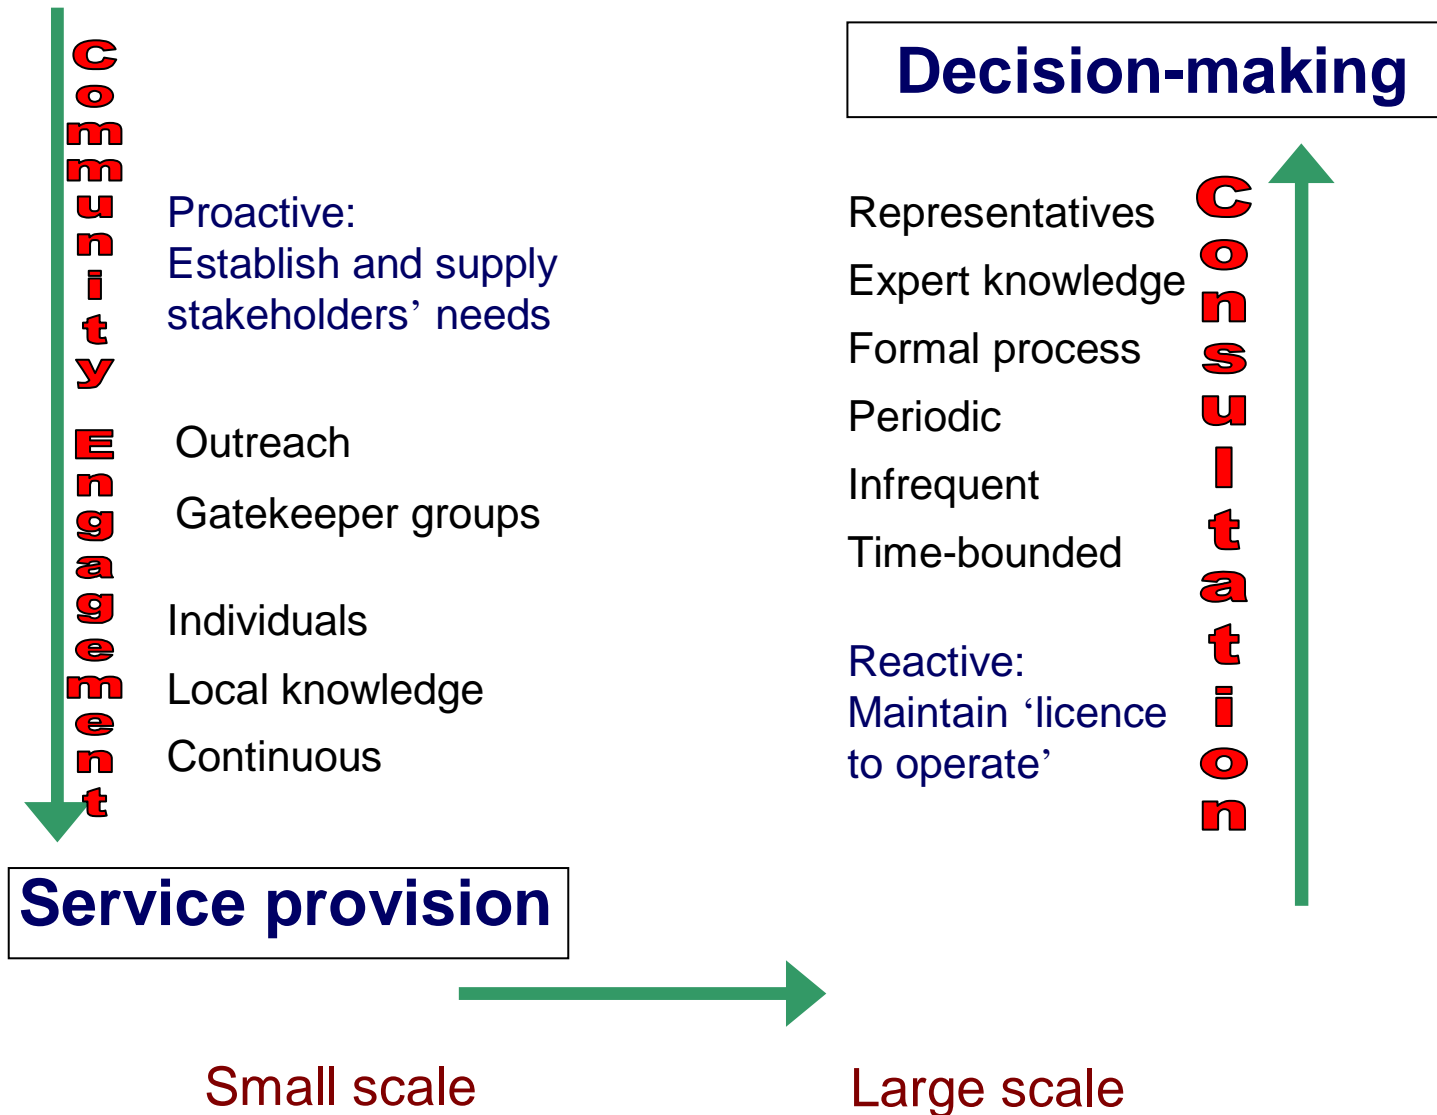 Community Engagement
Proactive:
Establish and supply
stakeholders’ needs
Outreach
Gatekeeper groups
Individuals
Local knowledge
Continuous
Service provision
Small scale
Decision-making
Representatives
Expert knowledge
Formal process
Periodic
Infrequent
Time-bounded
Reactive:
Maintain ‘licence
to operate’
Consultation
Large scale